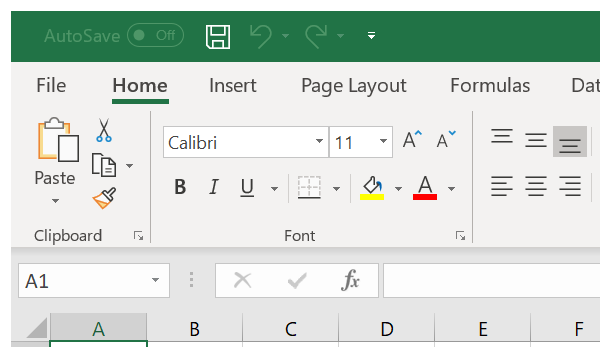 AutoSave Off
File Home Insert Page Layout Formulas Dat
Paste
Calibri 11 A A
B I U A
Clipboard Font
A1 fx
A B C D E F